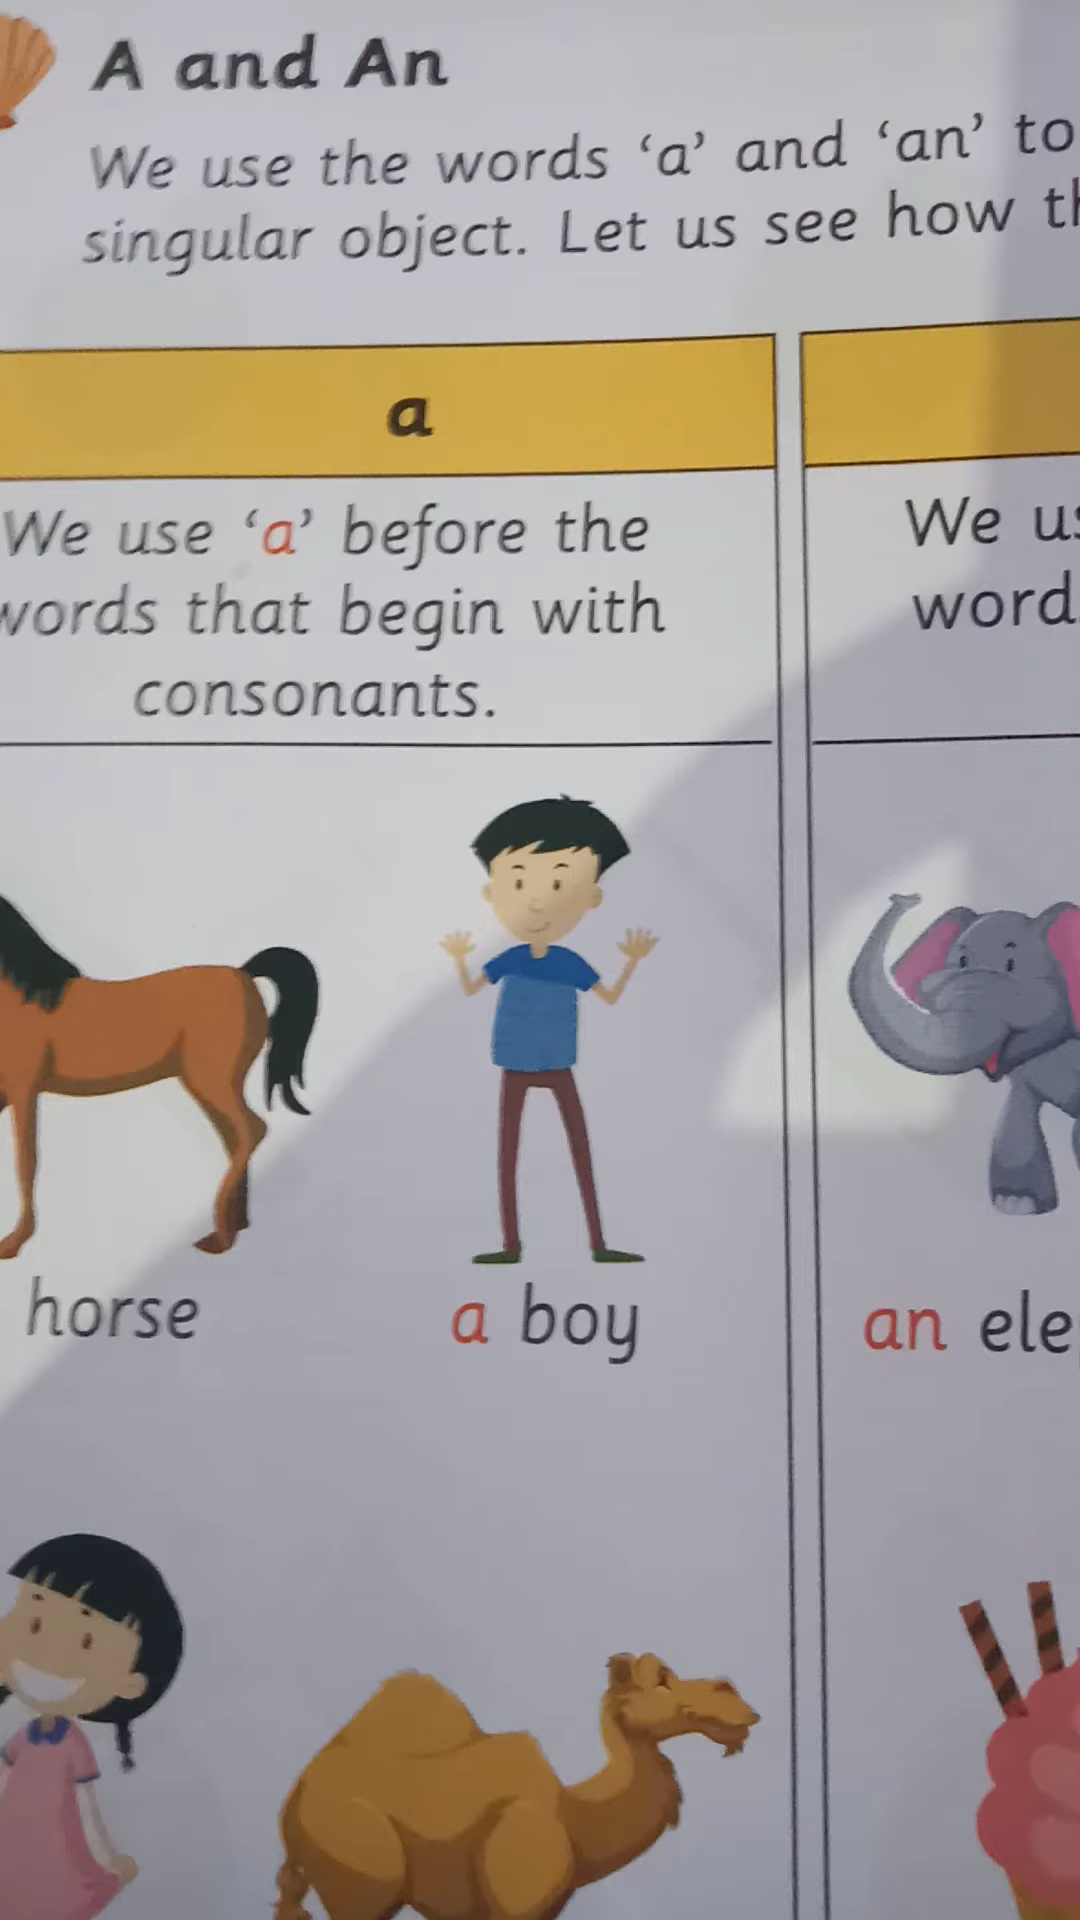 A and An
We use the words ‘a’ and ‘an’ to
singular object. Let us see how
a
We use ‘a’ before the
words that begin with
consonants.
We
word
horse
a boy
an